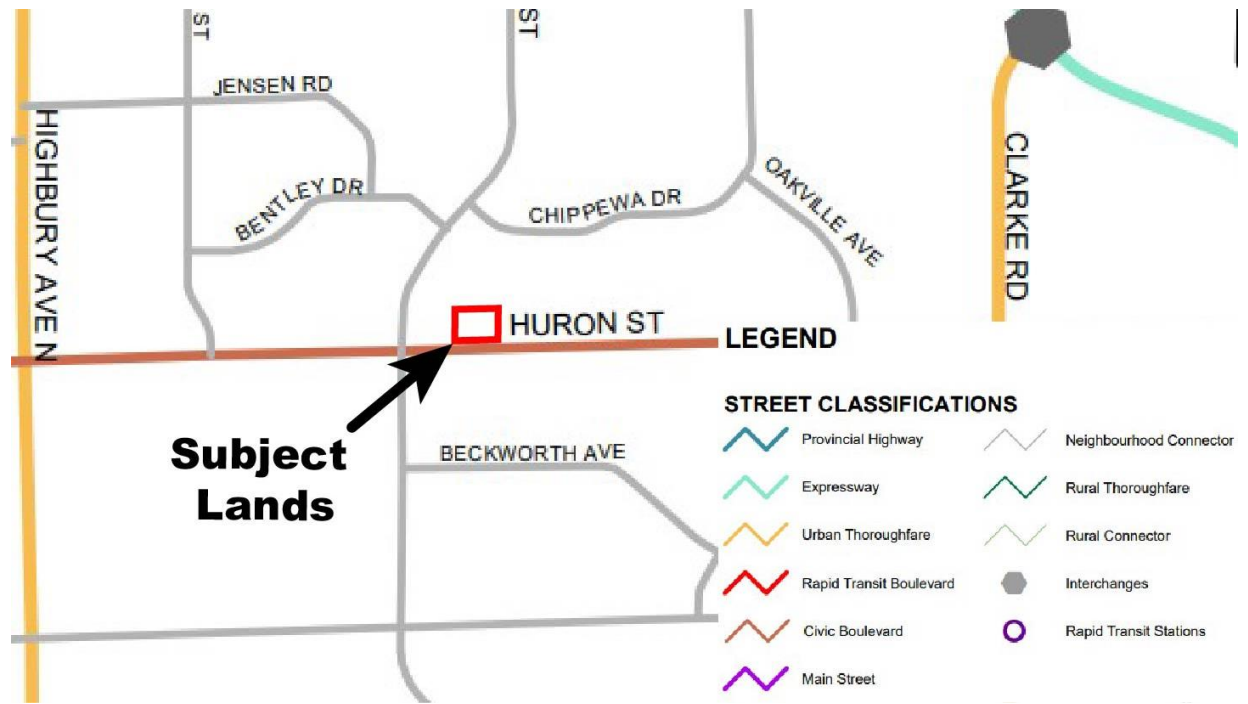 ST
ST
JENSEN RD
HIGHBURY AVE N
BENTLEY DR
CHIPPEWA DR
OAKVILLE AVE
CLARKE RD
HURON ST
Subject
Lands
BECKWORTH AVE
LEGEND
STREET CLASSIFICATIONS
Provincial Highway
Expressway
Urban Thoroughfare
Rapid Transit Boulevard
Civic Boulevard
Main Street
Neighbourhood Connector
Rural Thoroughfare
Rural Connector
Interchanges
Rapid Transit Stations